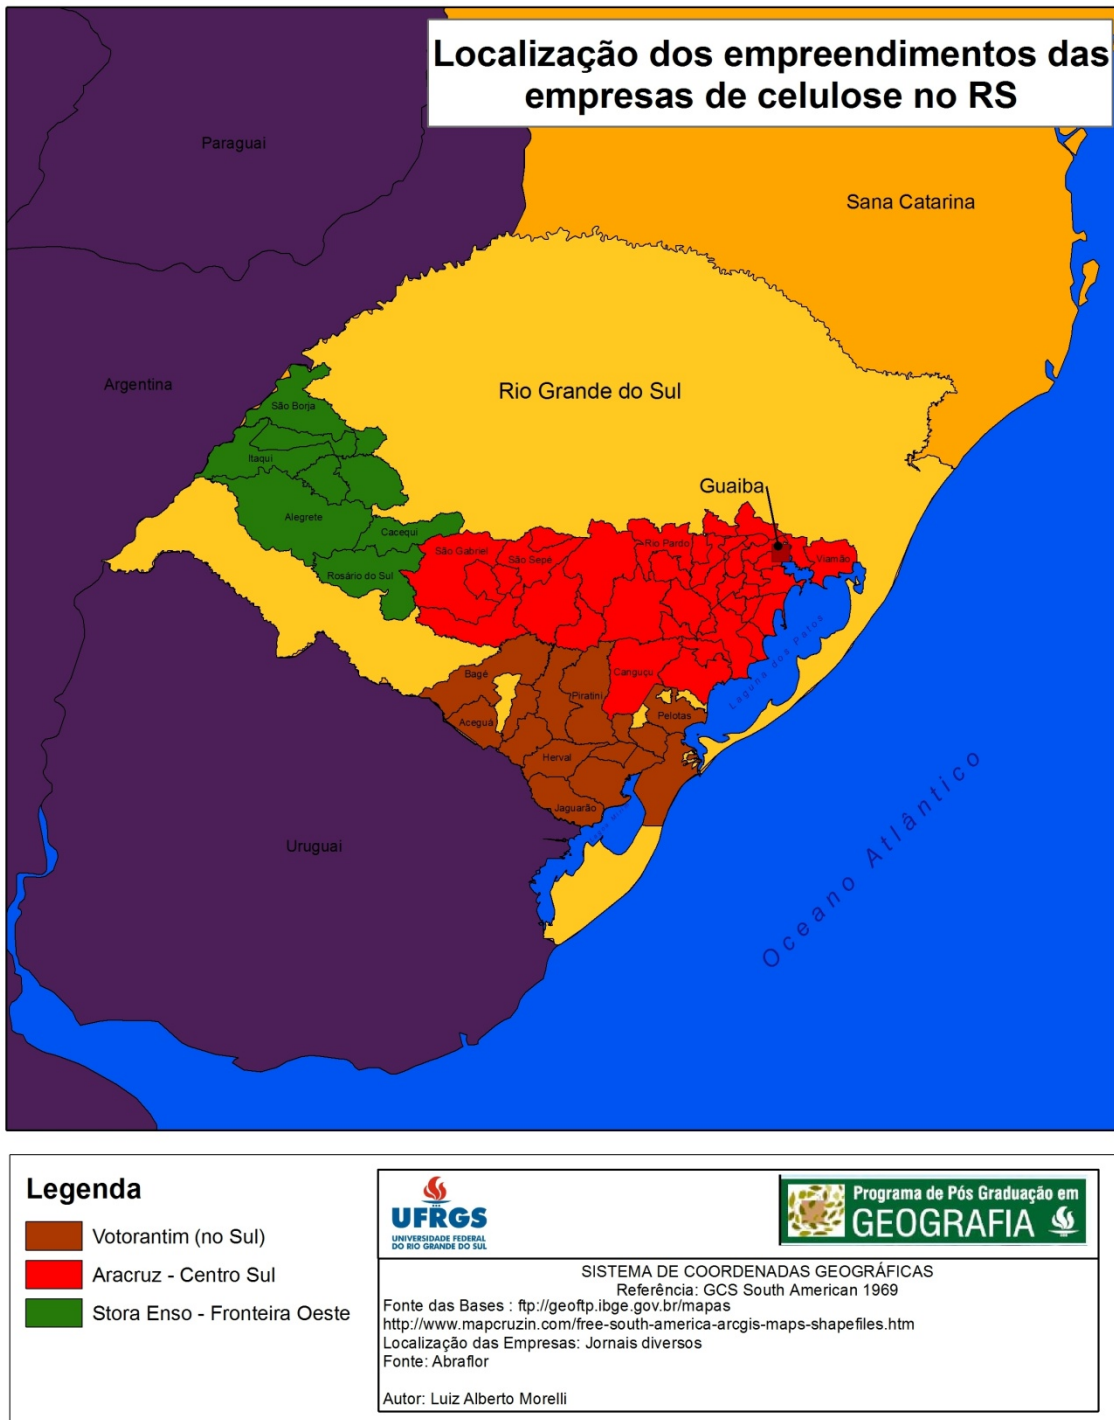 Localização dos empreendimentos das
empresas de celulose no RS
Paraguai
Sana Catarina
Argentina
Rio Grande do Sul
São Borja
Itaqui
Guaiba
Alegrete
Cacequi
São Gabriel
São Sepe
Rio Pardo
Viamão
Rosário do Sul
Laguna dos Patos
Bagé
Canguçu
Piratini
Aceguá
Pelotas
Herval
Jaguarão
Uruguai
Oceano Atlântico
Legenda
Votorantim (no Sul)
Aracruz - Centro Sul
Stora Enso - Fronteira Oeste
UFRGS
UNIVERSIDADE FEDERAL
DO RIO GRANDE DO SUL
Programa de Pós Graduação em
GEOGRAFIA
SISTEMA DE COORDENADAS GEOGRÁFICAS
Referência: GCS South American 1969
Fonte das Bases : ftp://geoftp.ibge.gov.br/mapas
http://www.mapcruzin.com/free-south-america-arcgis-maps-shapefiles.htm
Localização das Empresas: Jornais diversos
Fonte: Abraflor
Autor: Luiz Alberto Morelli